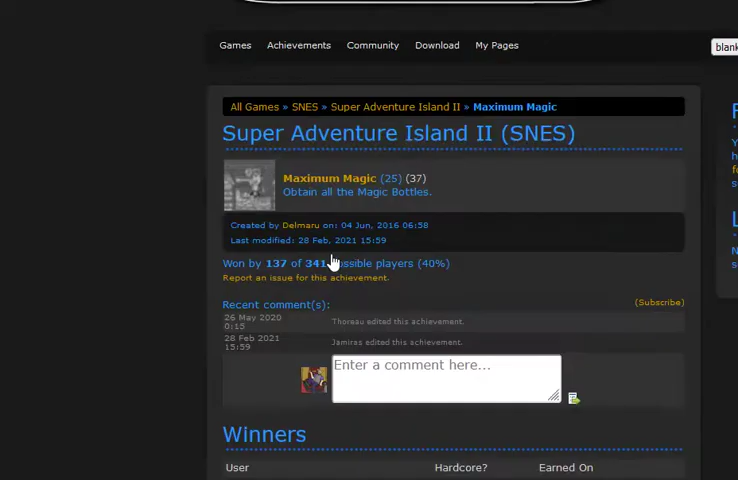 Games Achievements Community Download My Pages blank
All Games » SNES » Super Adventure Island II » Maximum Magic
Super Adventure Island II (SNES)
Maximum Magic (25) (37)
Obtain all the Magic Bottles.
Created by Delmaru on: 04 Jun, 2016 06:58
Last modified: 28 Feb, 2021 15:59
Won by 137 of 341 possible players (40%)
Report an issue for this achievement.
Recent comment(s): (Subscribe)
26 May 2020 0:15 Thoreau edited this achievement.
28 Feb 2021 15:59 Jamiras edited this achievement.
Enter a comment here...
Winners
User Hardcore? Earned On